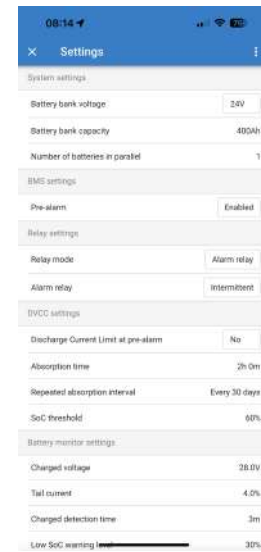 08:14
Settings
System settings
Battery bank voltage 24V
Battery bank capacity 400Ah
Number of batteries in parallel 1
BMS settings
Pre-alarm Enabled
Relay settings
Relay mode Alarm relay
Alarm relay Intermittent
DVCC settings
Discharge Current Limit at pre-alarm No
Absorption time 2h 0m
Repeated absorption interval Every 30 days
SoC threshold 60%
Battery monitor settings
Charged voltage 28.0V
Tail current 4.0%
Charged detection time 3m
Low SoC warning level 30%